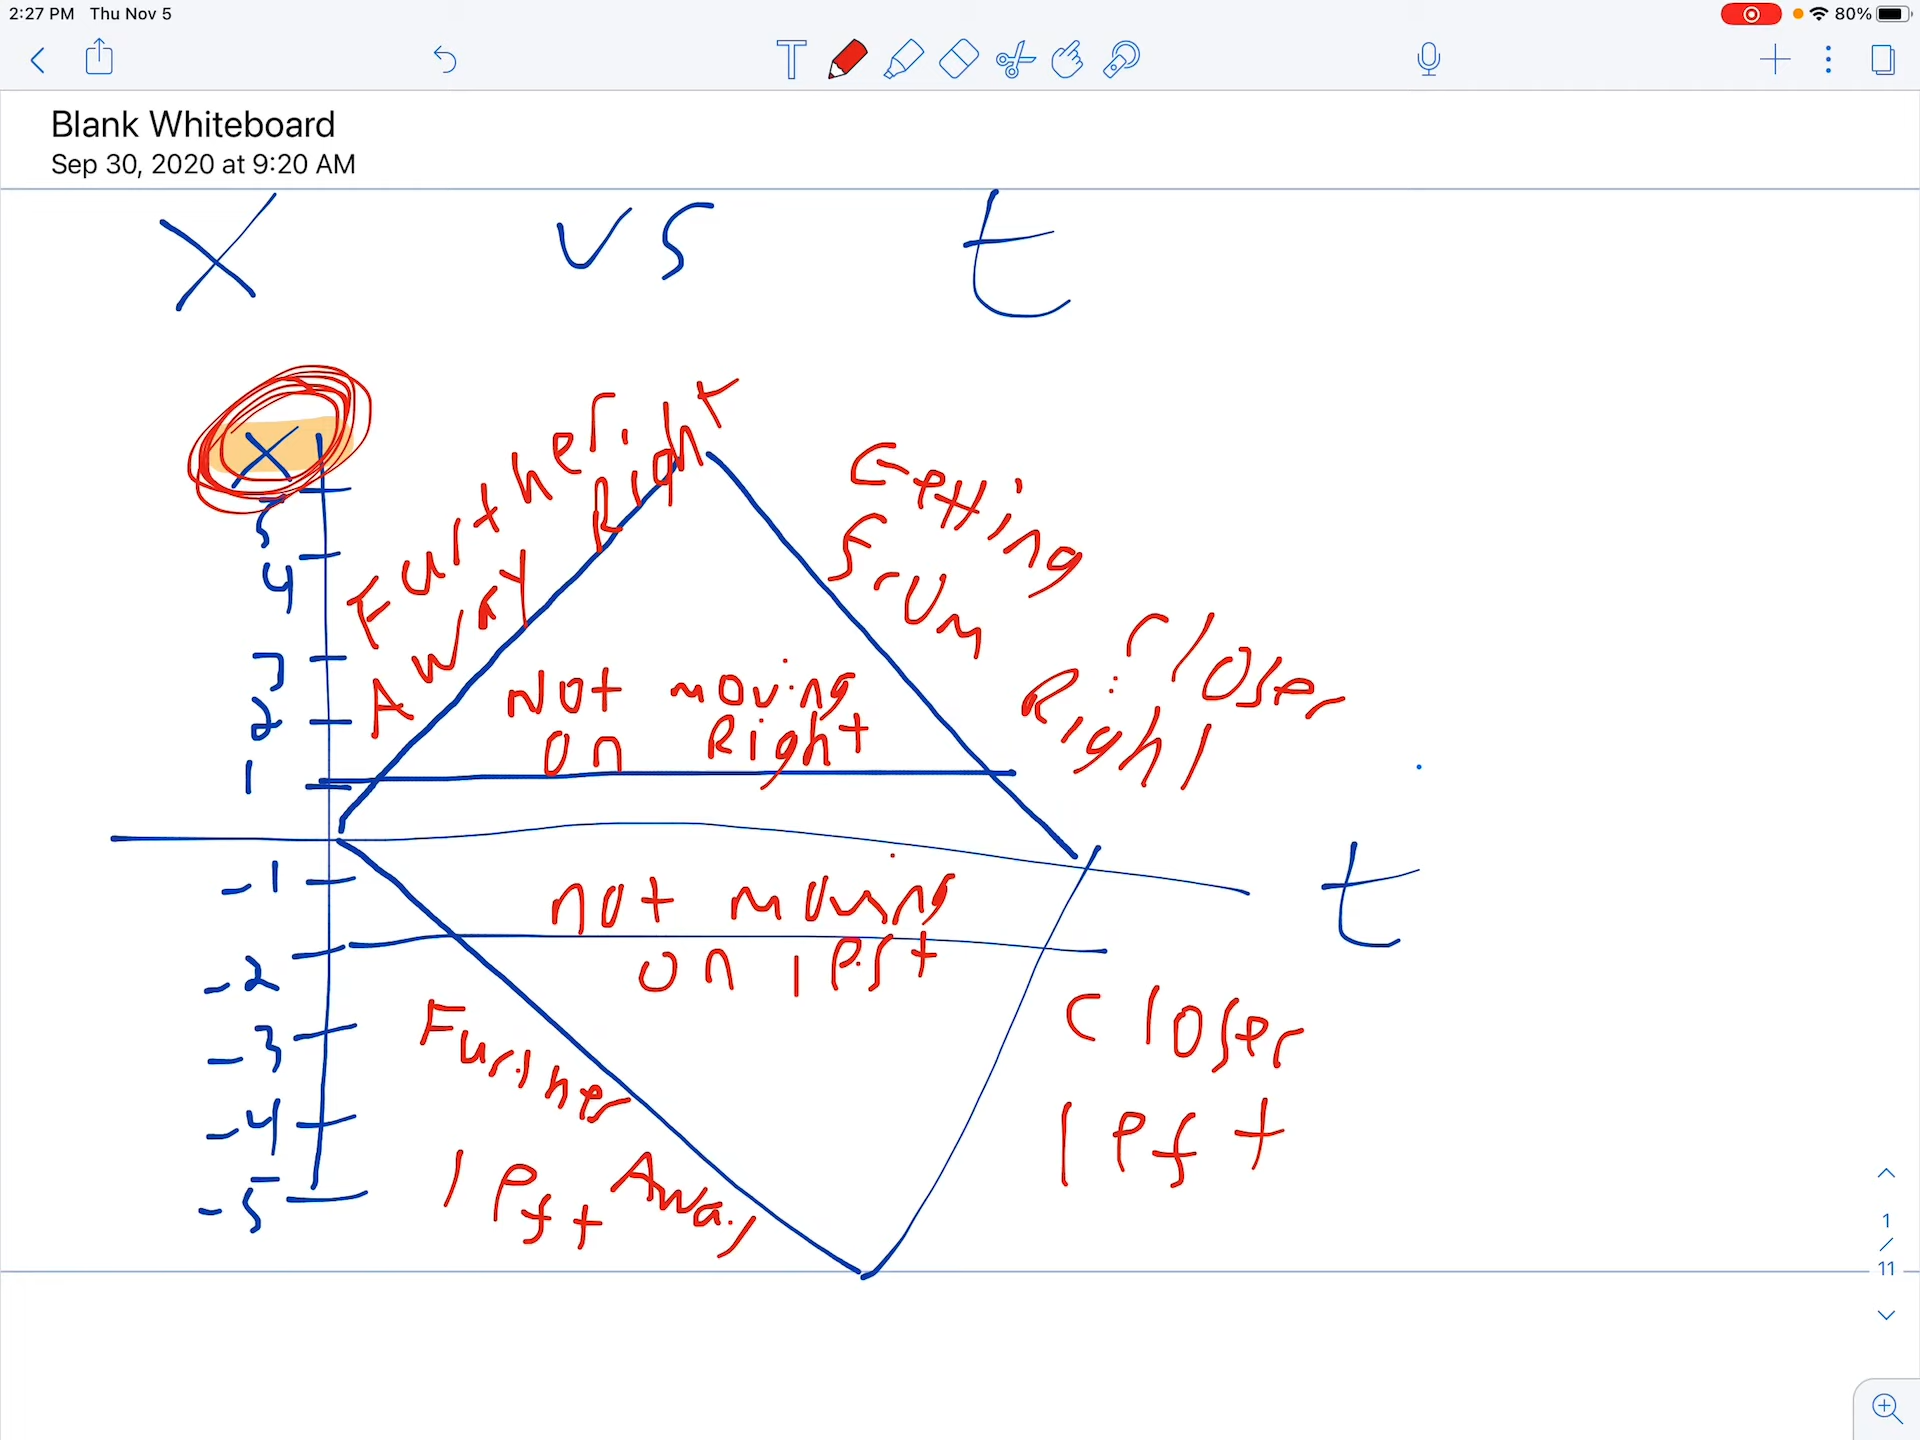 2:27 PM Thu Nov 5
80%
T
Blank Whiteboard
Sep 30, 2020 at 9:20 AM
x vs t
x
5
4
3
2
1
-1
-2
-3
-4
-5
Further
Away Right
Getting Closer
from Right
Not moving
on Right
t
not moving
on left
Further
left Away
Closer
left
1
/
11